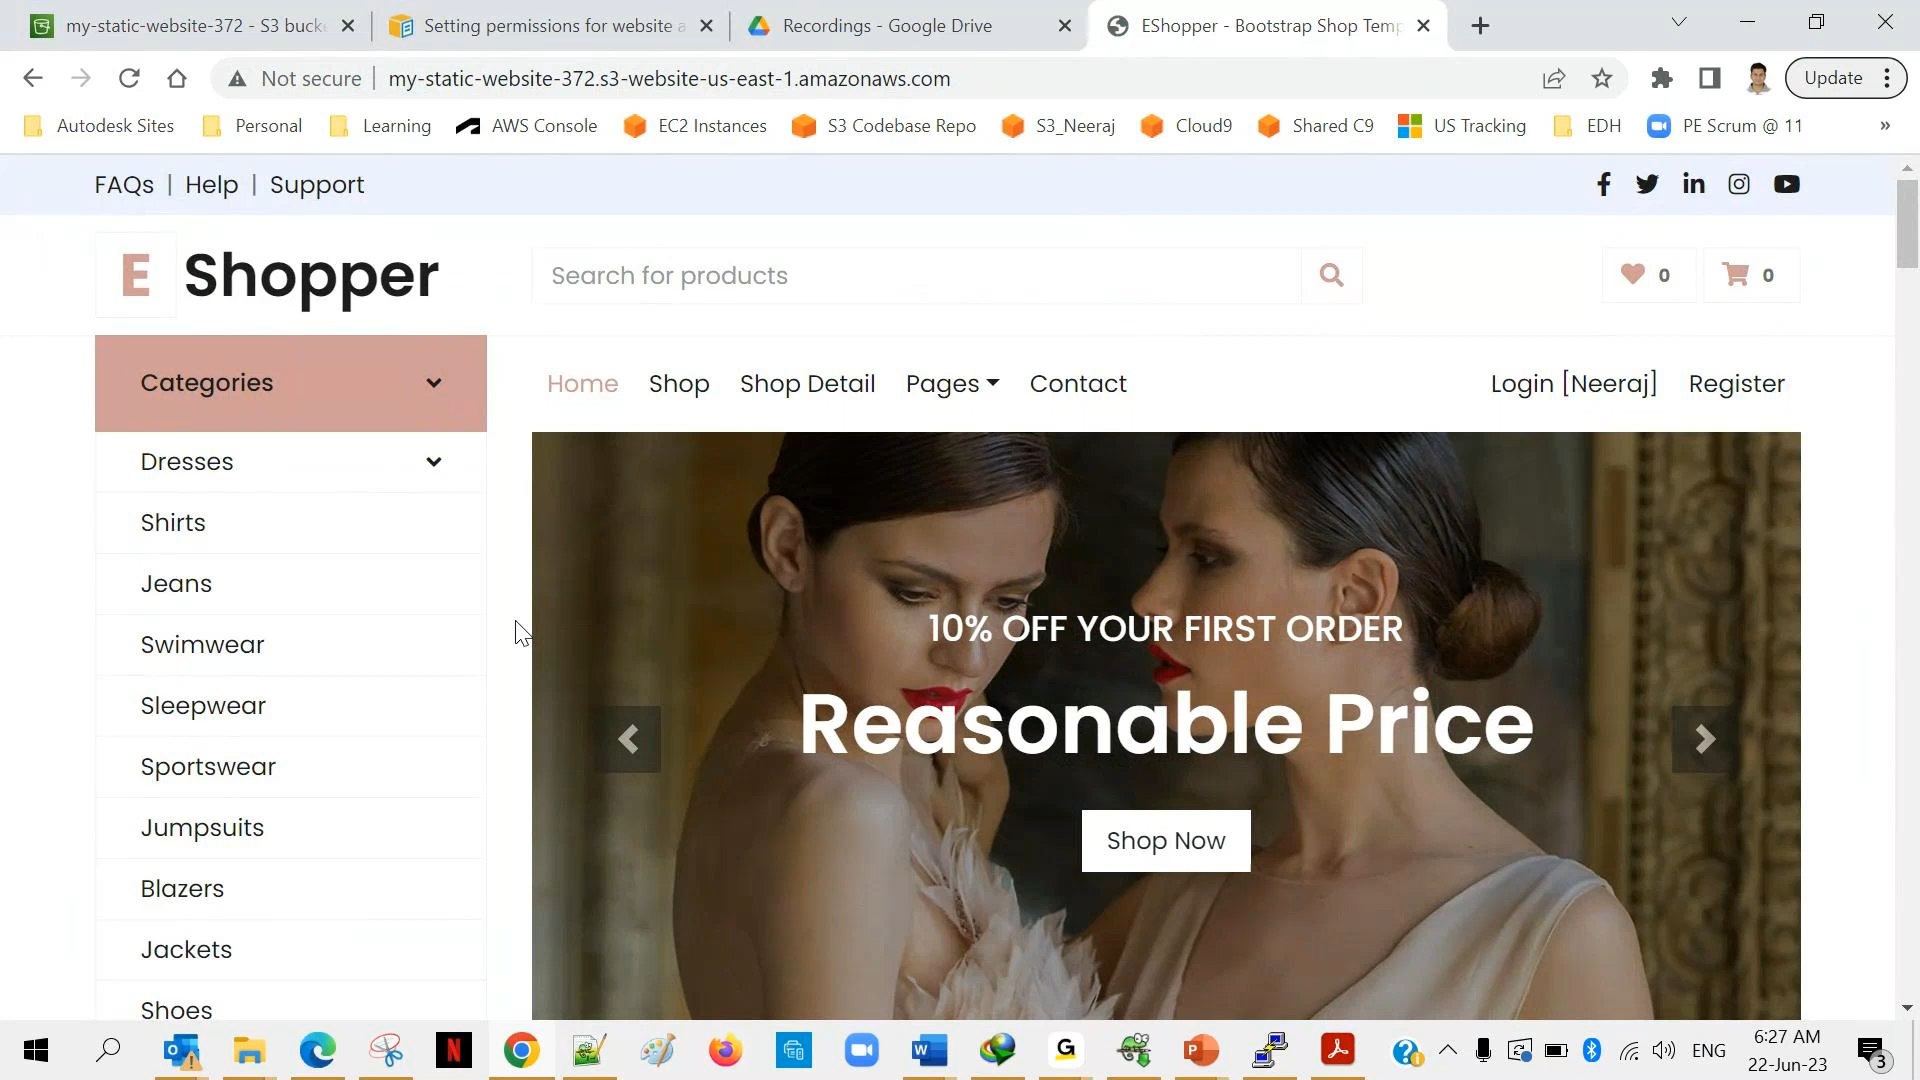 my-static-website-372 - S3 buck
Setting permissions for website a
Recordings - Google Drive
EShopper - Bootstrap Shop Temp
Not secure
my-static-website-372.s3-website-us-east-1.amazonaws.com
Update
Autodesk Sites
Personal
Learning
AWS Console
EC2 Instances
S3 Codebase Repo
S3_Neeraj
Cloud9
Shared C9
US Tracking
EDH
PE Scrum @ 11
»
FAQs | Help | Support
E Shopper
Search for products
0
0
Categories
Home
Shop
Shop Detail
Pages
Contact
Login [Neeraj]
Register
Dresses
Shirts
Jeans
Swimwear
Sleepwear
Sportswear
Jumpsuits
Blazers
Jackets
Shoes
10% OFF YOUR FIRST ORDER
Reasonable Price
Shop Now
ENG
6:27 AM
22-Jun-23
3